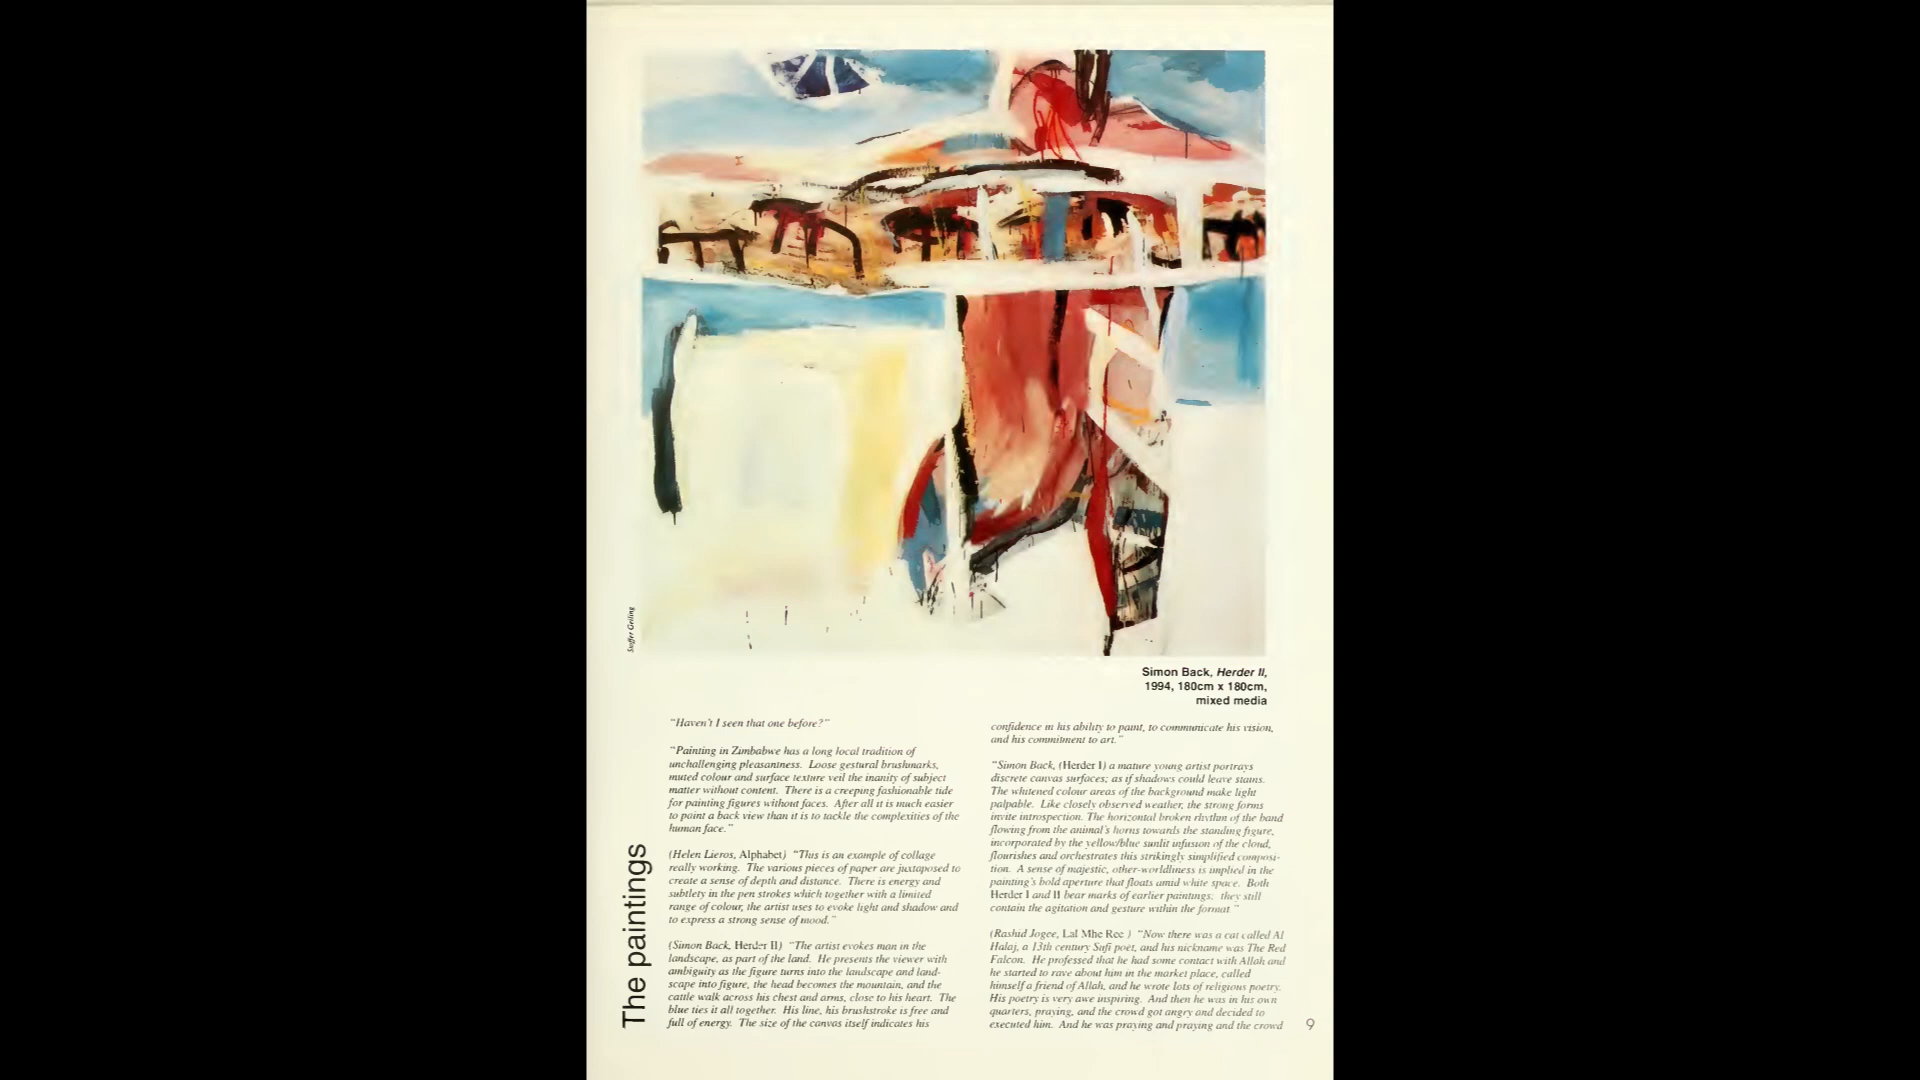 Steffer Geiling
Simon Back, Herder II,
1994, 180cm x 180cm,
mixed media
The paintings
"Haven't I seen that one before?"
"Painting in Zimbabwe has a long local tradition of
unchallenging pleasantness. Loose gestural brushmarks,
muted colour and surface texture veil the inanity of subject
matter without content. There is a creeping fashionable tide
for painting figures without faces. After all it is much easier
to paint a back view than it is to tackle the complexities of the
human face."
(Helen Lieros, Alphabet) "This is an example of collage
really working. The various pieces of paper are juxtaposed to
create a sense of depth and distance. There is energy and
subtlety in the pen strokes which together with a limited
range of colour, the artist uses to evoke light and shadow and
to express a strong sense of mood."
(Simon Back, Herder II) "The artist evokes man in the
landscape, as part of the land. He presents the viewer with
ambiguity as the figure turns into the landscape and land-
scape into figure, the head becomes the mountain, and the
cattle walk across his chest and arms, close to his heart. The
blue ties it all together. His line, his brushstroke is free and
full of energy. The size of the canvas itself indicates his
confidence in his ability to paint, to communicate his vision,
and his commitment to art."
"Simon Back, (Herder I) a mature young artist portrays
discrete canvas surfaces; as if shadows could leave stains.
The whitened colour areas of the background make light
palpable. Like closely observed weather, the strong forms
invite introspection. The horizontal broken rhythm of the band
flowing from the animal's horns towards the standing figure,
incorporated by the yellow/blue sunlit infusion of the cloud,
flourishes and orchestrates this strikingly simplified composi-
tion. A sense of majestic, other-worldliness is implied in the
painting's bold aperture that floats amid white space. Both
Herder I and II bear marks of earlier paintings; they still
contain the agitation and gesture within the format."
(Rashid Jogee, Lal Mhe Ree ) "Now there was a cat called Al
Halaj, a 13th century Sufi poet, and his nickname was The Red
Falcon. He professed that he had some contact with Allah and
he started to rave about him in the market place, called
himself a friend of Allah, and he wrote lots of religious poetry.
His poetry is very awe inspiring. And then he was in his own
quarters, praying, and the crowd got angry and decided to
executed him. And he was praying and praying and the crowd
9